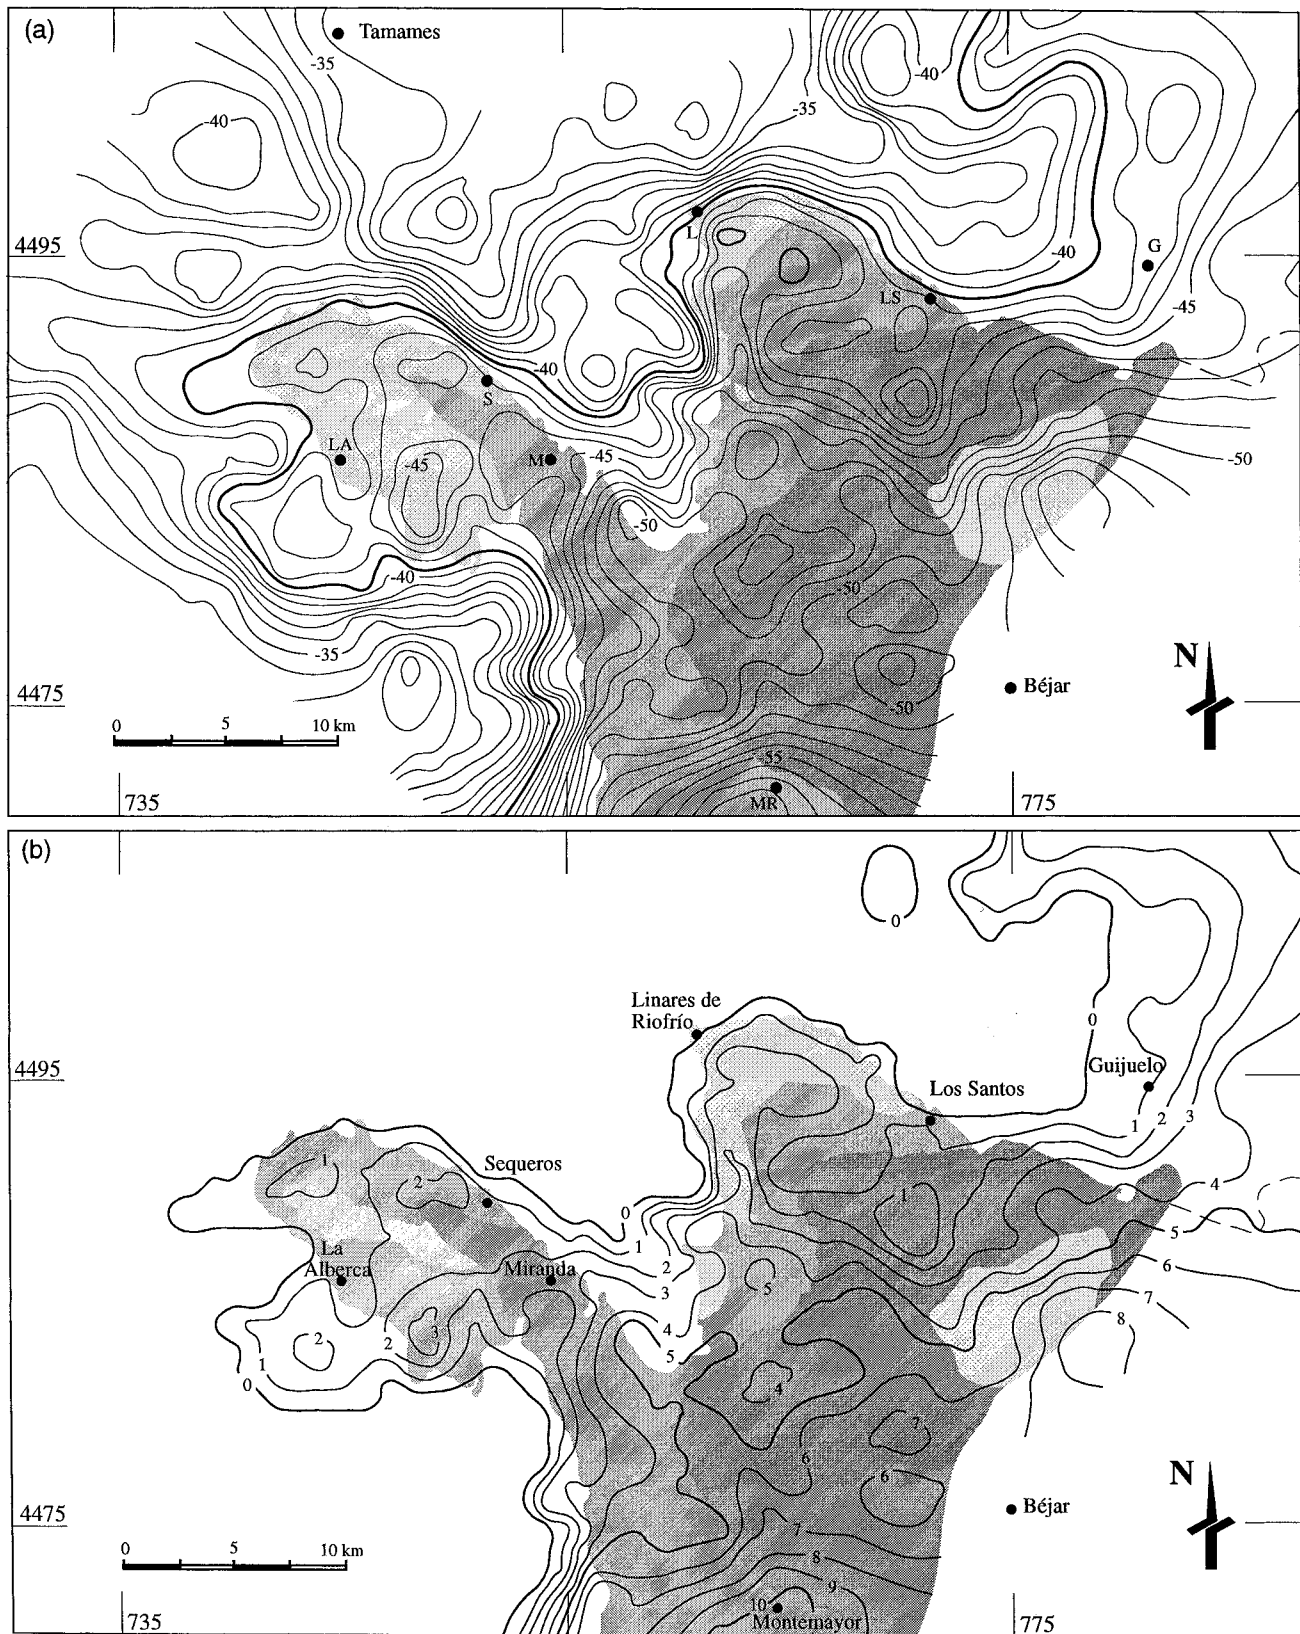 (a)
Tamames
-35
-40
-35
-40
L
4495
-40
G
LS
-45
-40
S
LA
-45
M
-45
-50
-50
-40
-50
-35
N
4475
Béjar
-50
0 5 10 km
55
MR
735
775
(b)
0
Linares de
Riofrío
0
4495
Guijuelo
Los Santos
1
2
3
Sequeros
1
2
4
0
1
5
La
Alberca
Miranda
2
6
3
5
7
4
8
2
3
2
1
5
0
1
4
7
6
N
6
4475
Béjar
7
0 5 10 km
8
9
10
Montemayor
735
775